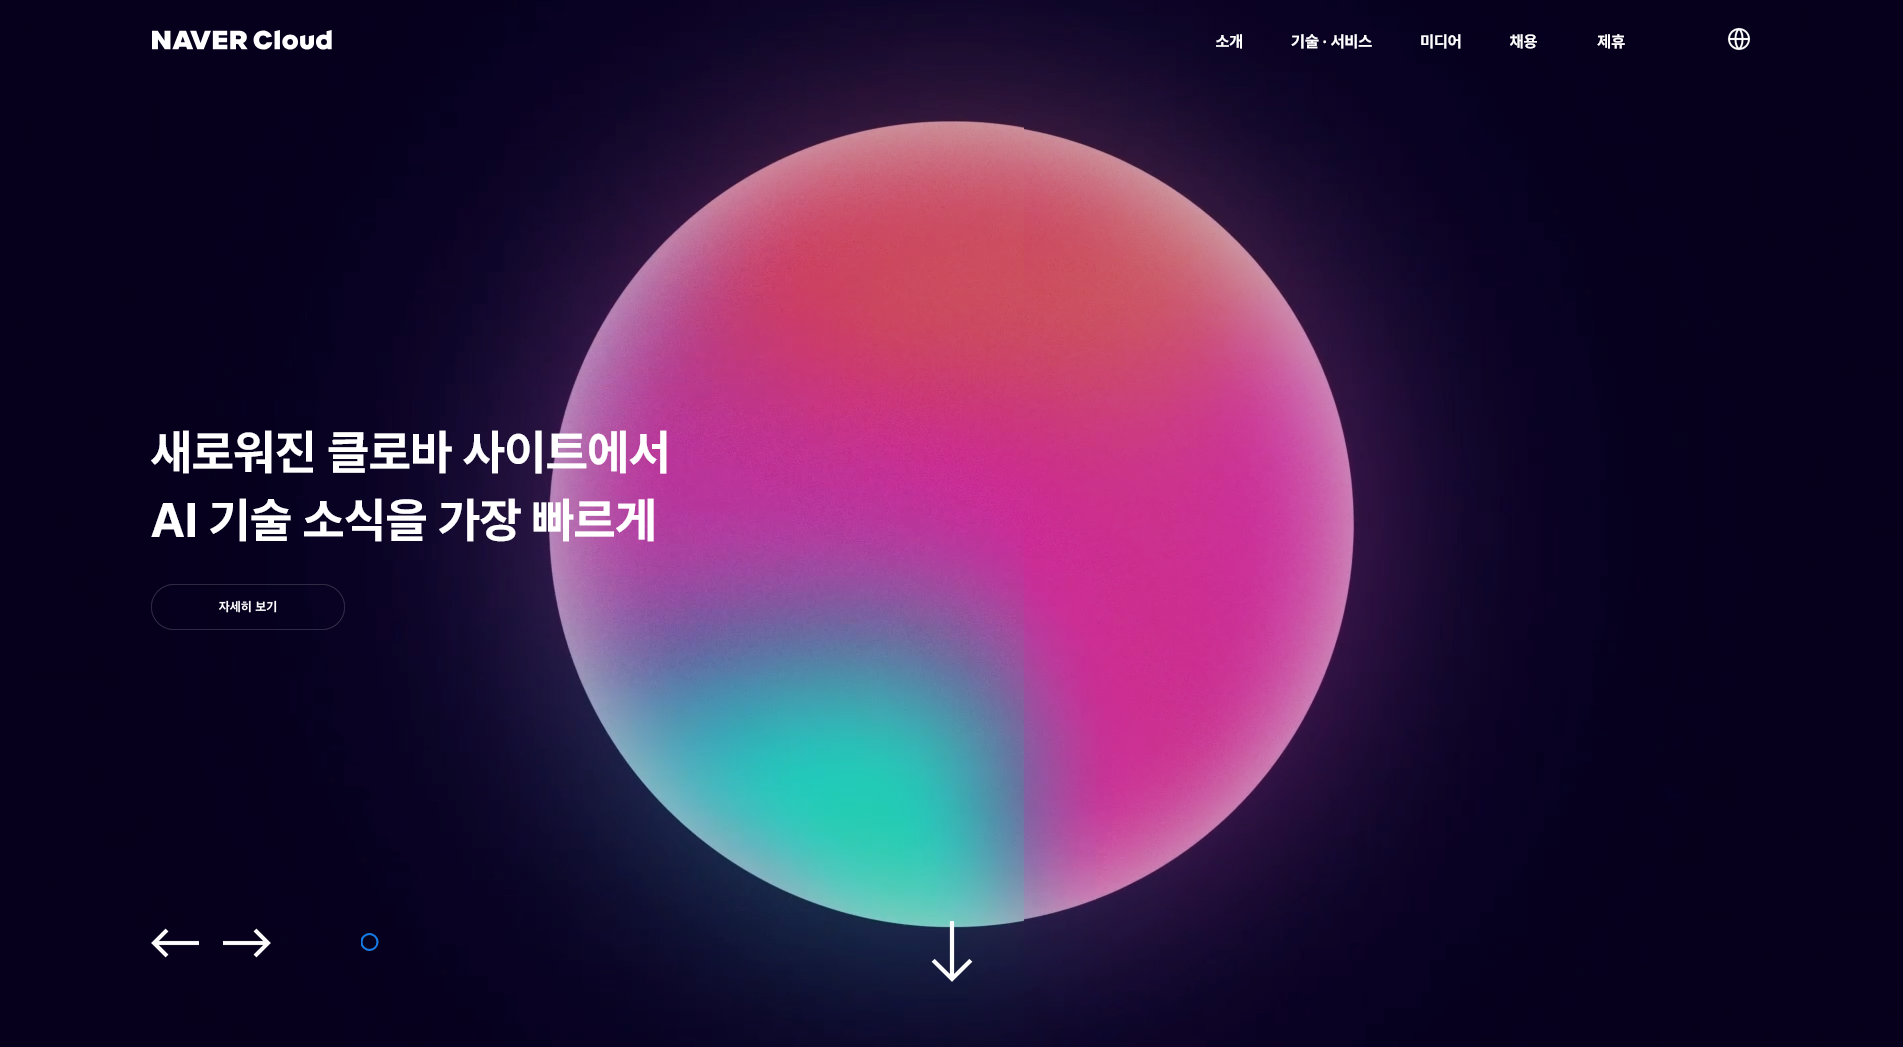 NAVER Cloud
소개
기술 · 서비스
미디어
채용
제휴
새로워진 클로바 사이트에서
AI 기술 소식을 가장 빠르게
자세히 보기